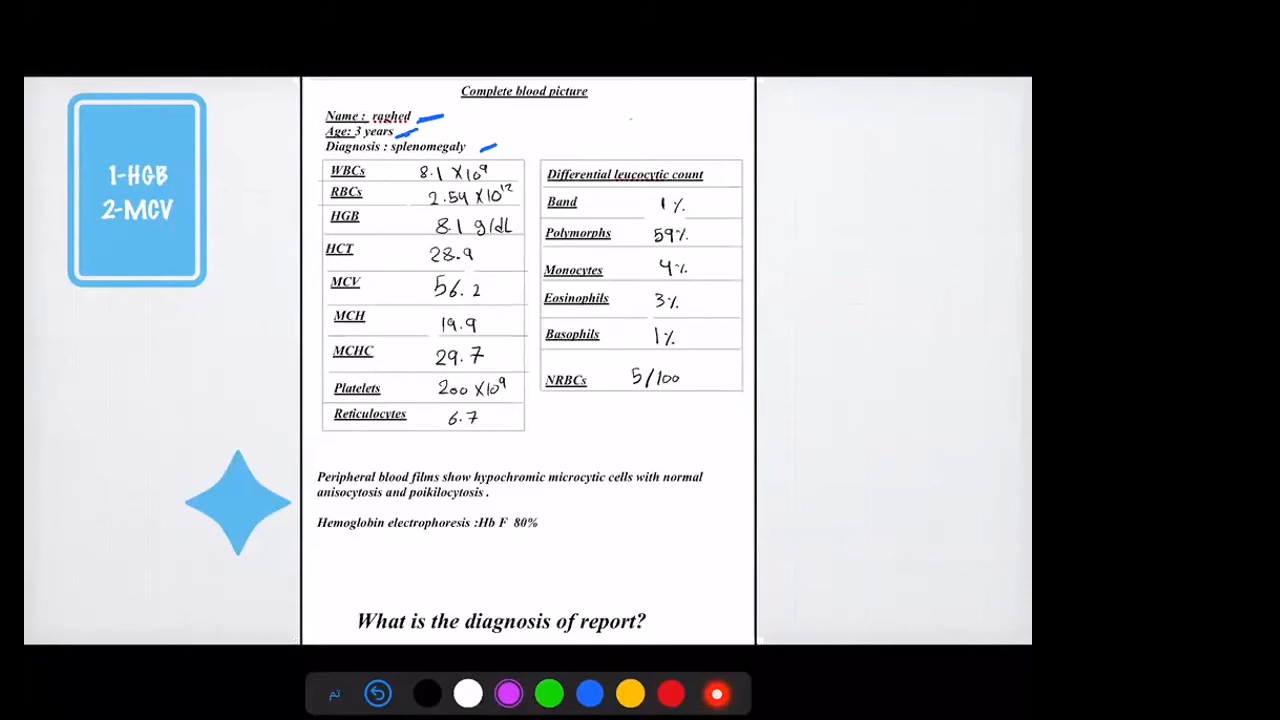 1-HGB
2-MCV
Complete blood picture
Name : raghed
Age: 3 years
Diagnosis : splenomegaly
WBCs 8.1 X10⁹
RBCs 2.54 X10¹²
HGB 8.1 g/dL
HCT 28.9
MCV 56.2
MCH 19.9
MCHC 29.7
Platelets 200 X10⁹
Reticulocytes 6.7
Differential leucocytic count
Band 1%
Polymorphs 59%
Monocytes 4%
Eosinophils 3%
Basophils 1%
NRBCs 5/100
Peripheral blood films show hypochromic microcytic cells with normal
anisocytosis and poikilocytosis .
Hemoglobin electrophoresis :Hb F 80%
What is the diagnosis of report?
تم